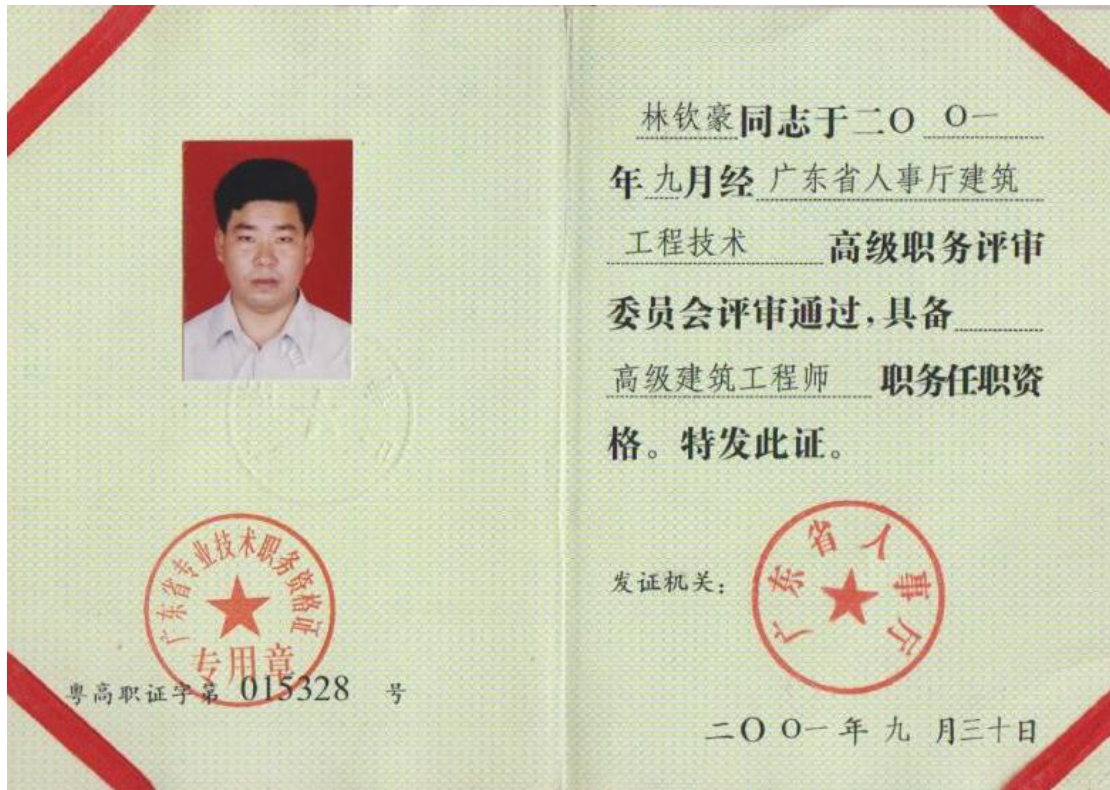 广东省专业技术职务资格证
专用章
粤高职证字第 015328 号
林钦豪同志于二〇 〇一
年九月经 广东省人事厅建筑
工程技术 高级职务评审
委员会评审通过，具备
高级建筑工程师 职务任职资
格。特发此证。
发证机关：
广东省人事厅
二〇 〇一 年 九 月三十日